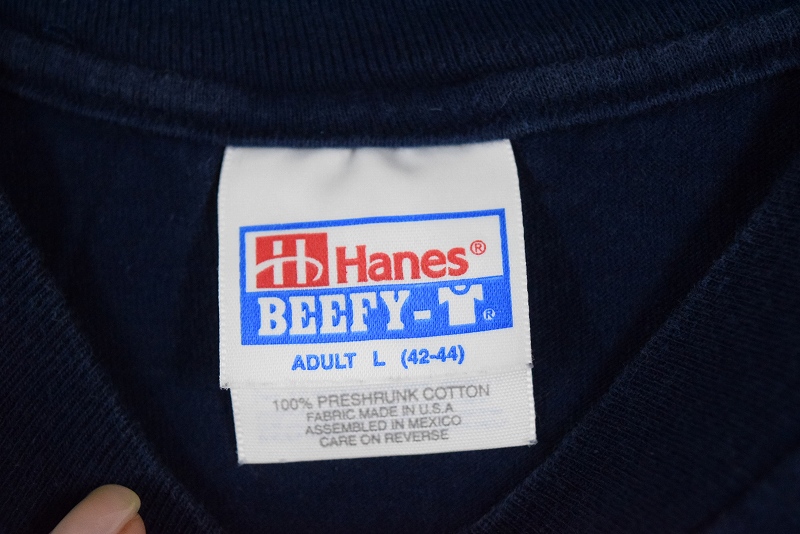 Hanes®
BEEFY-T®
ADULT L (42-44)
100% PRESHRUNK COTTON
FABRIC MADE IN U.S.A
ASSEMBLED IN MEXICO
CARE ON REVERSE